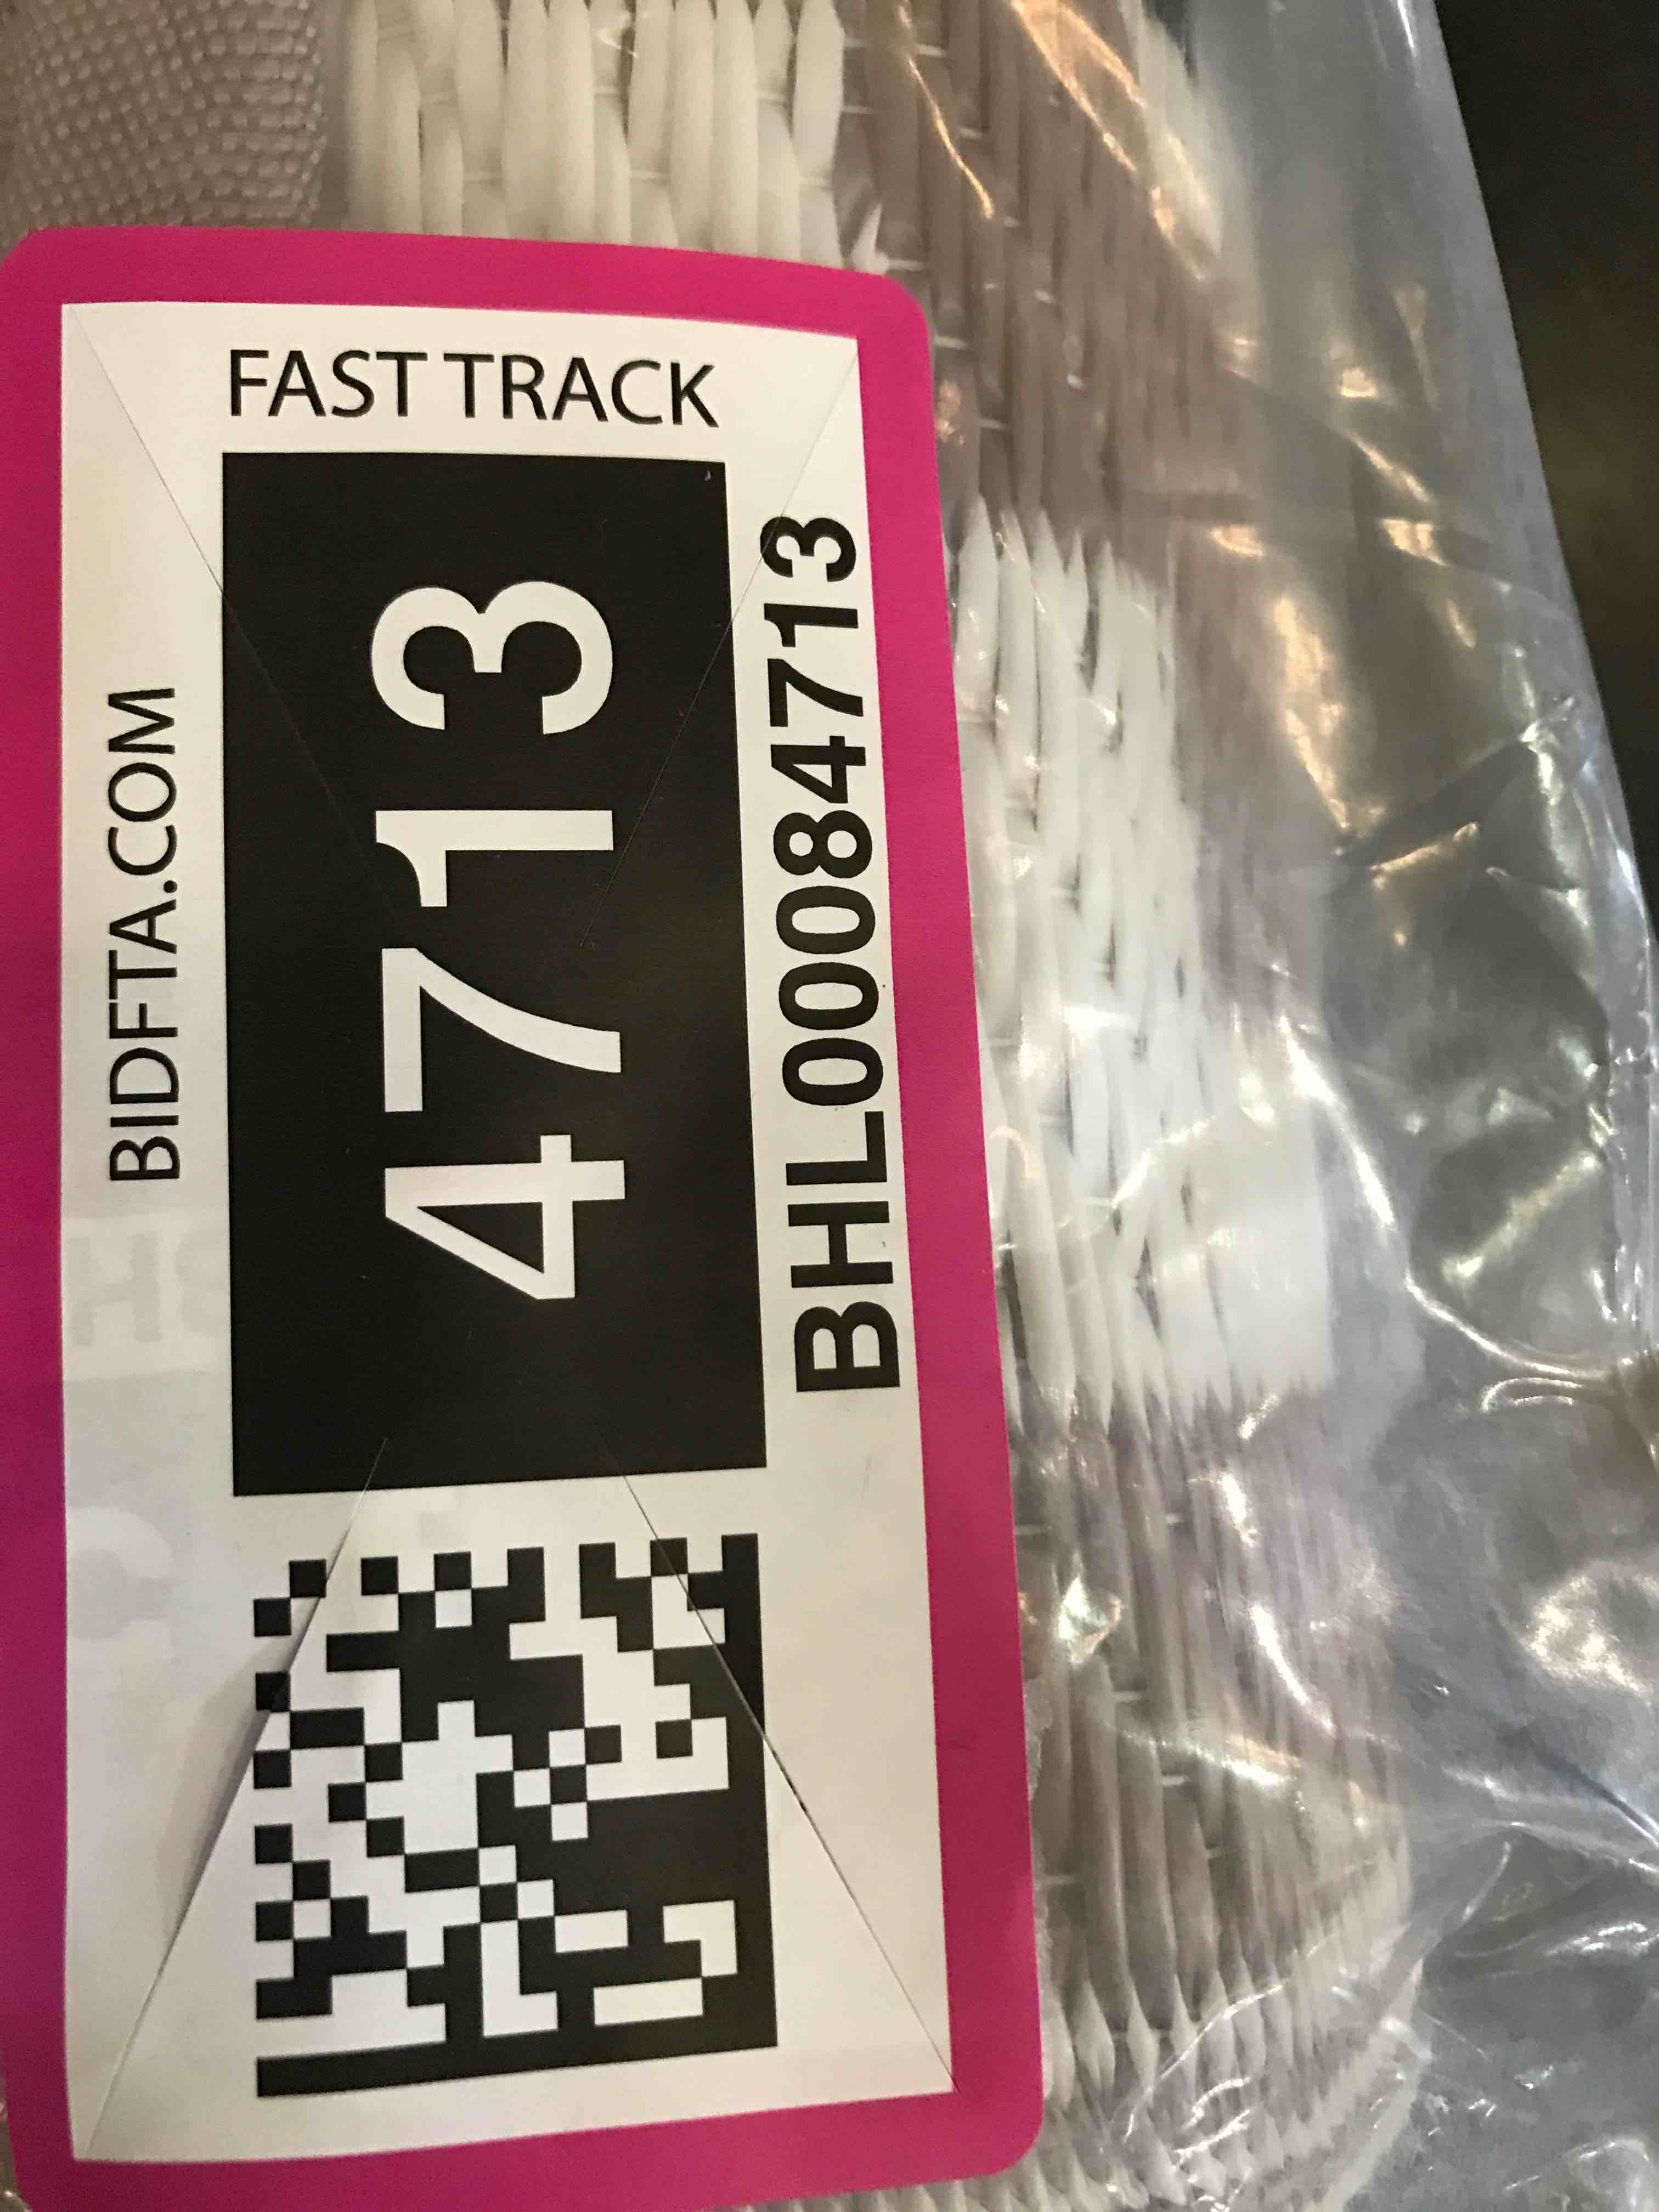 FAST TRACK
BIDFTA.COM
4713
BHL00084713